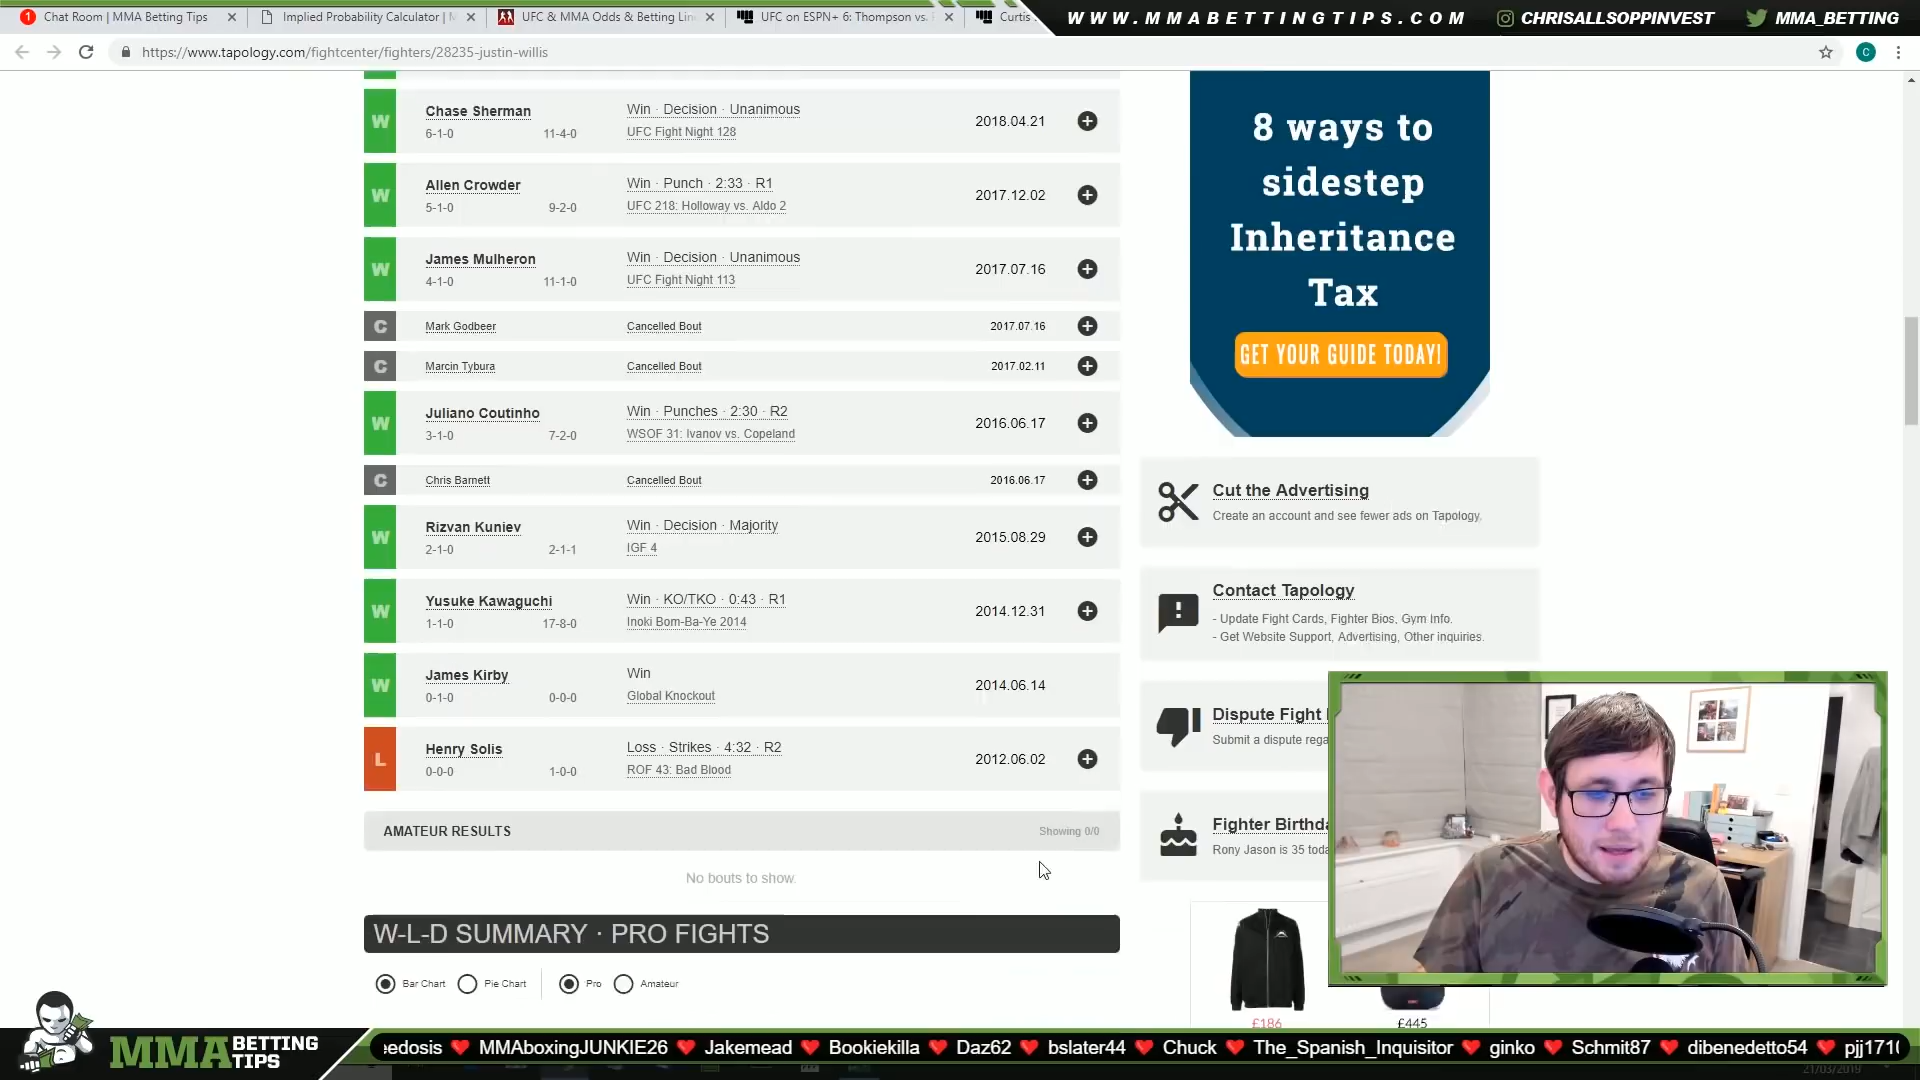 1 Chat Room | MMA Betting Tips
Implied Probability Calculator |
UFC & MMA Odds & Betting Lin
UFC on ESPN+ 6: Thompson vs.
Curtis
WWW.MMABETTINGTIPS.COM
CHRISALLSOPPINVEST
MMA_BETTING
https://www.tapology.com/fightcenter/fighters/28235-justin-willis
C
W
Chase Sherman
Win · Decision · Unanimous
6-1-0 11-4-0
UFC Fight Night 128
2018.04.21
W
Allen Crowder
Win · Punch · 2:33 · R1
5-1-0 9-2-0
UFC 218: Holloway vs. Aldo 2
2017.12.02
W
James Mulheron
Win · Decision · Unanimous
4-1-0 11-1-0
UFC Fight Night 113
2017.07.16
C Mark Godbeer Cancelled Bout 2017.07.16
C Marcin Tybura Cancelled Bout 2017.02.11
W
Juliano Coutinho
Win · Punches · 2:30 · R2
3-1-0 7-2-0
WSOF 31: Ivanov vs. Copeland
2016.06.17
C Chris Barnett Cancelled Bout 2016.06.17
W
Rizvan Kuniev
Win · Decision · Majority
2-1-0 2-1-1
IGF 4
2015.08.29
W
Yusuke Kawaguchi
Win · KO/TKO · 0:43 · R1
1-1-0 17-8-0
Inoki Bom-Ba-Ye 2014
2014.12.31
W
James Kirby
Win
0-1-0 0-0-0
Global Knockout
2014.06.14
L
Henry Solis
Loss · Strikes · 4:32 · R2
0-0-0 1-0-0
ROF 43: Bad Blood
2012.06.02
AMATEUR RESULTS Showing 0/0
No bouts to show.
W-L-D SUMMARY · PRO FIGHTS
Bar Chart Pie Chart Pro Amateur
8 ways to
sidestep
Inheritance
Tax
GET YOUR GUIDE TODAY!
Cut the Advertising
Create an account and see fewer ads on Tapology.
Contact Tapology
- Update Fight Cards, Fighter Bios, Gym Info.
- Get Website Support, Advertising, Other inquiries.
Dispute Fight
Submit a dispute rega
Fighter Birthda
Rony Jason is 35 toda
£186 £445
MMA BETTING
TIPS
eedosis MMAboxingJUNKIE26 Jakemead Bookiekilla Daz62 bslater44 Chuck The_Spanish_Inquisitor ginko Schmit87 dibenedetto54 pjj171
21/03/2019